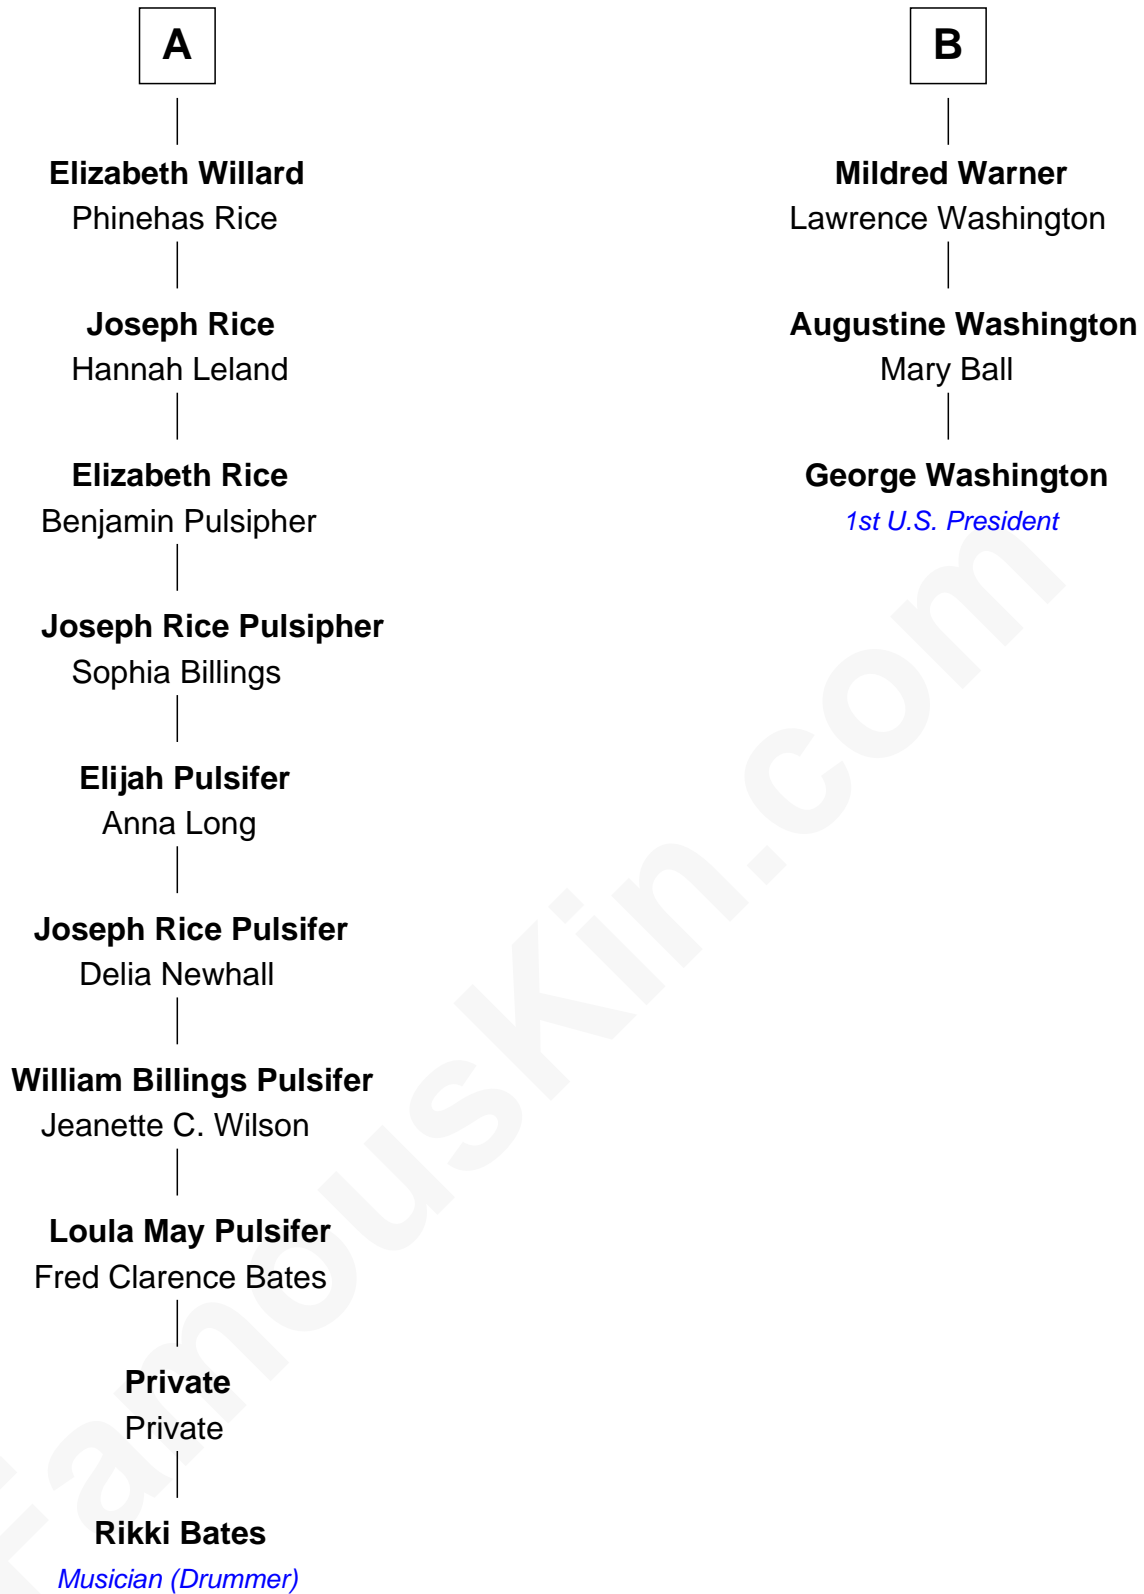 A
Elizabeth Willard
Phinehas Rice
Joseph Rice
Hannah Leland
Elizabeth Rice
Benjamin Pulsipher
Joseph Rice Pulsipher
Sophia Billings
Elijah Pulsifer
Anna Long
Joseph Rice Pulsifer
Delia Newhall
William Billings Pulsifer
Jeanette C. Wilson
Loula May Pulsifer
Fred Clarence Bates
Private
Private
Rikki Bates
Musician (Drummer)
B
Mildred Warner
Lawrence Washington
Augustine Washington
Mary Ball
George Washington
1st U.S. President
FamousKin.com